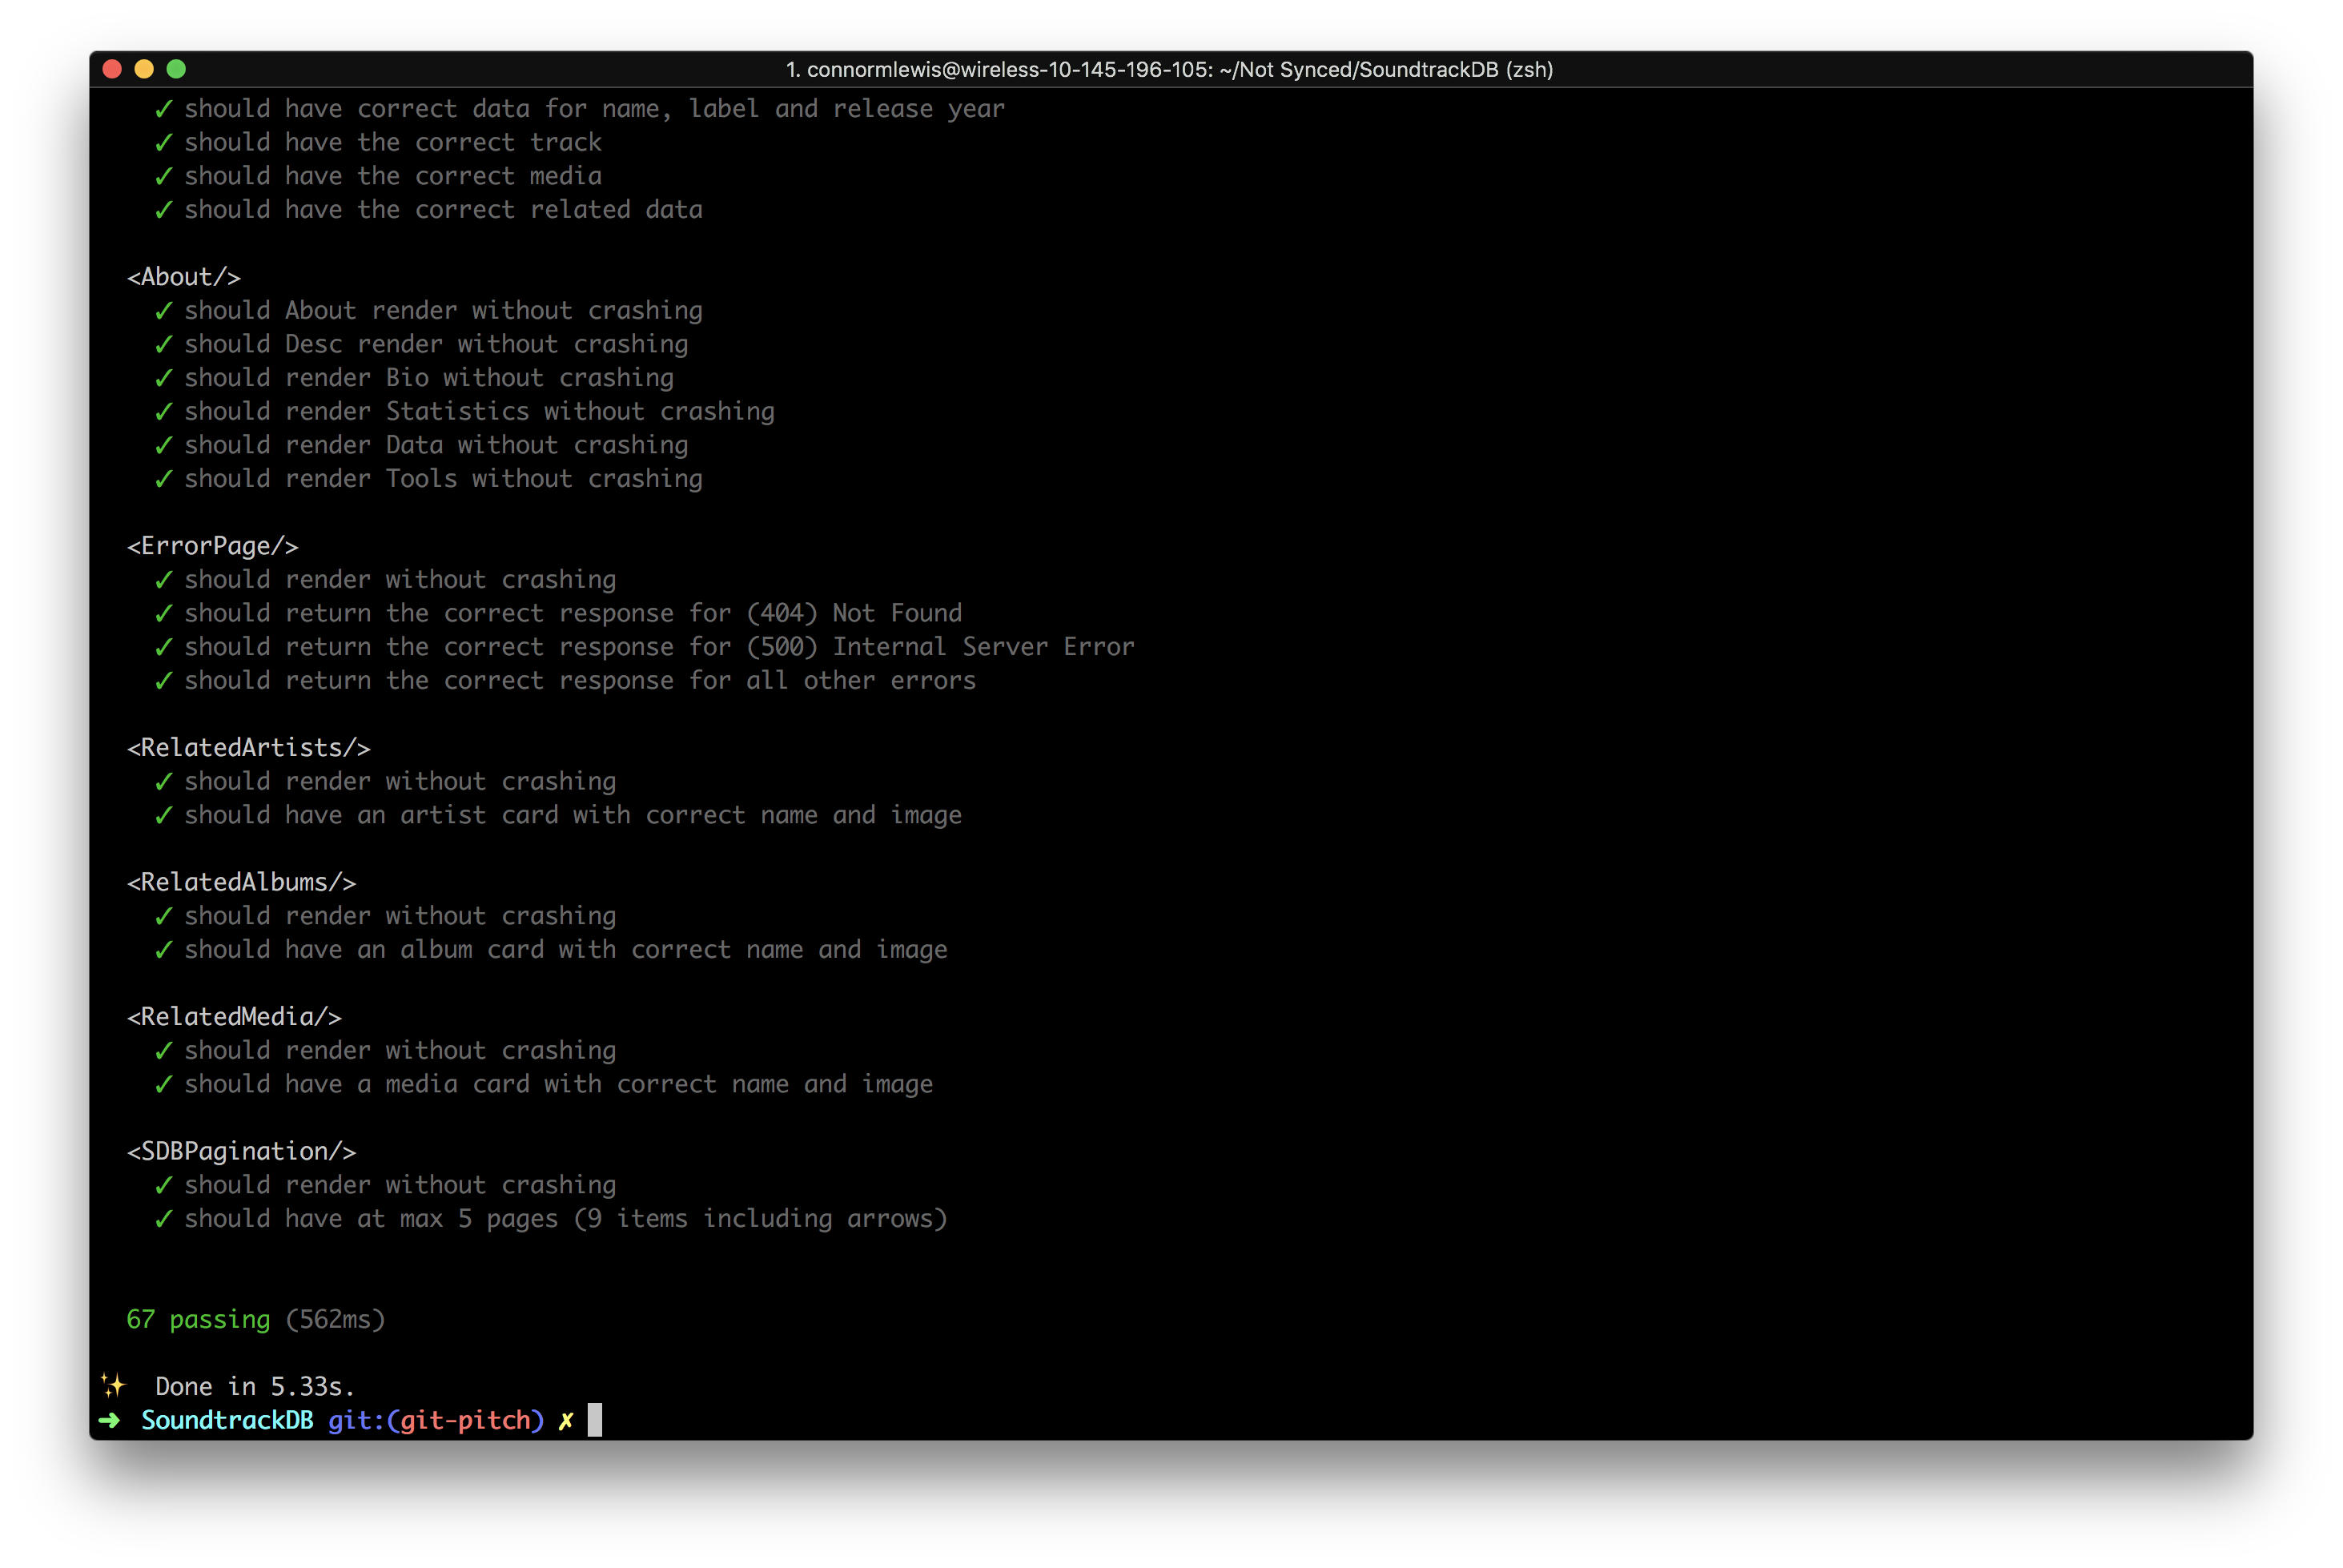 1. connormlewis@wireless-10-145-196-105: ~/Not Synced/SoundtrackDB (zsh)
✓ should have correct data for name, label and release year
✓ should have the correct track
✓ should have the correct media
✓ should have the correct related data
<About/>
✓ should About render without crashing
✓ should Desc render without crashing
✓ should render Bio without crashing
✓ should render Statistics without crashing
✓ should render Data without crashing
✓ should render Tools without crashing
<ErrorPage/>
✓ should render without crashing
✓ should return the correct response for (404) Not Found
✓ should return the correct response for (500) Internal Server Error
✓ should return the correct response for all other errors
<RelatedArtists/>
✓ should render without crashing
✓ should have an artist card with correct name and image
<RelatedAlbums/>
✓ should render without crashing
✓ should have an album card with correct name and image
<RelatedMedia/>
✓ should render without crashing
✓ should have a media card with correct name and image
<SDBPagination/>
✓ should render without crashing
✓ should have at max 5 pages (9 items including arrows)
67 passing (562ms)
✨ Done in 5.33s.
➜ SoundtrackDB git:(git-pitch) ✗